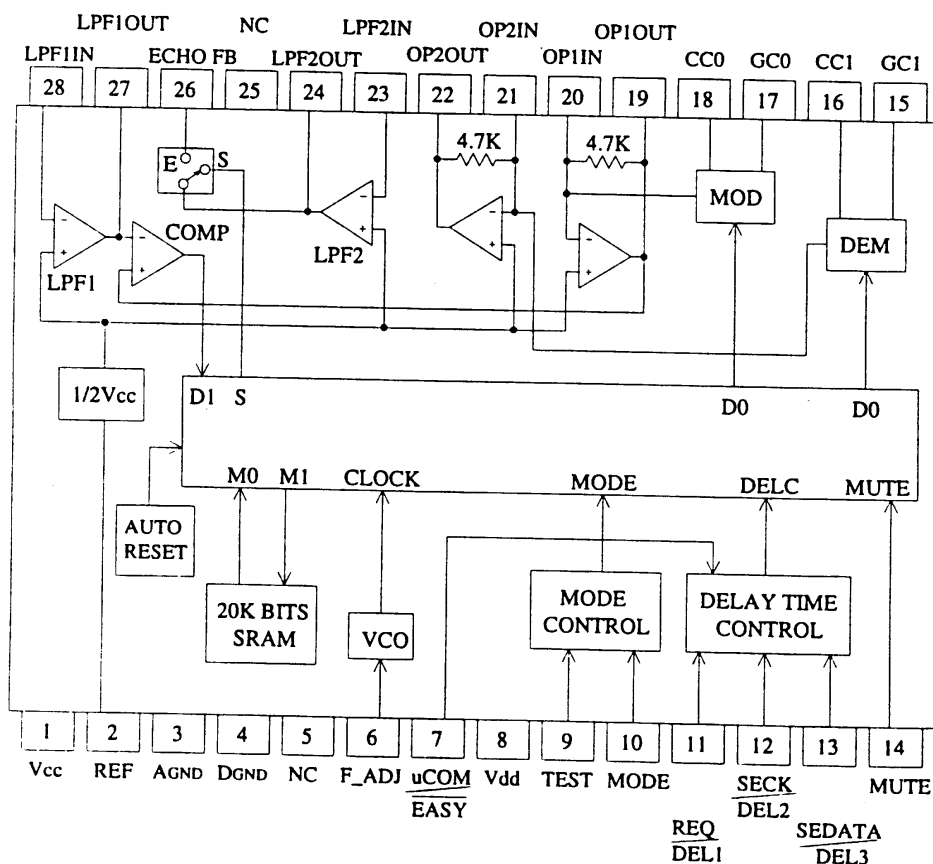 LPF1OUT NC LPF2IN OP2IN OP1OUT
LPF1IN ECHO FB LPF2OUT OP2OUT OP1IN CC0 GC0 CC1 GC1
28 27 26 25 24 23 22 21 20 19 18 17 16 15
4.7K 4.7K
E S
MOD
COMP
DEM
LPF1 LPF2
- + - + - + - + - +
1/2Vcc
D1 S D0 D0
M0 M1 CLOCK MODE DELC MUTE
AUTO
RESET
20K BITS
SRAM
VCO
MODE
CONTROL
DELAY TIME
CONTROL
1 2 3 4 5 6 7 8 9 10 11 12 13 14
Vcc REF AGND DGND NC F_ADJ uCOM Vdd TEST MODE SECK MUTE
EASY DEL2
REQ SEDATA
DEL1 DEL3